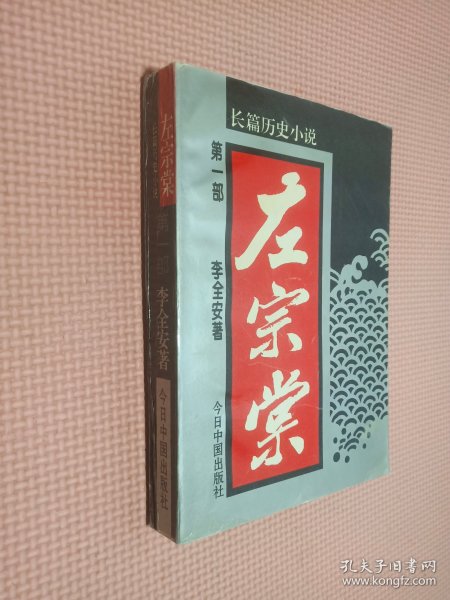 长篇历史小说
第一部
左宗棠
李全安著
今日中国出版社
左宗棠
第一部
李全安著
今日中国出版社
孔夫子旧书网
www.kongfz.com